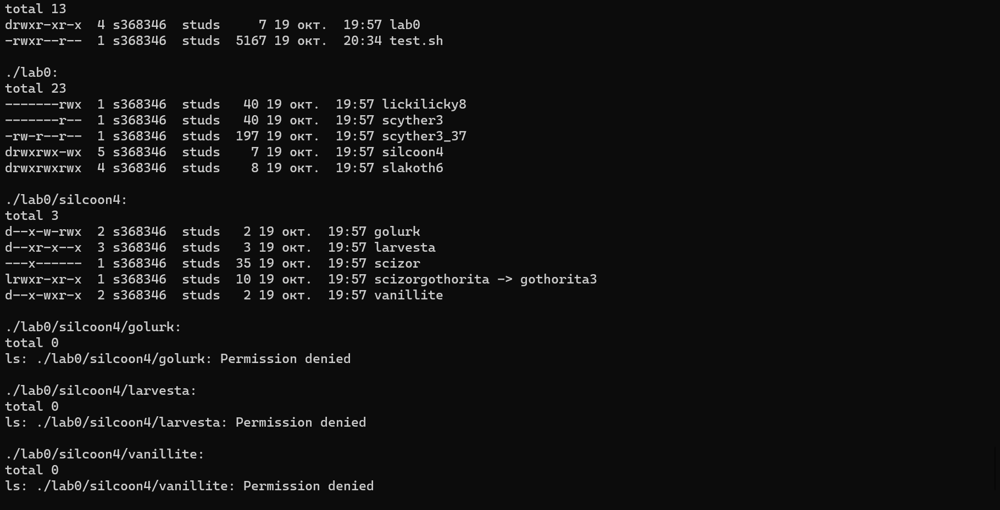 total 13
drwxr-xr-x  4 s368346  studs     7 19 окт.  19:57 lab0
-rwxr--r--  1 s368346  studs  5167 19 окт.  20:34 test.sh

./lab0:
total 23
-------rwx  1 s368346  studs   40 19 окт.  19:57 lickilicky8
-------r--  1 s368346  studs   40 19 окт.  19:57 scyther3
-rw-r--r--  1 s368346  studs  197 19 окт.  19:57 scyther3_37
drwxrwx-wx  5 s368346  studs    7 19 окт.  19:57 silcoon4
drwxrwxrwx  4 s368346  studs    8 19 окт.  19:57 slakoth6

./lab0/silcoon4:
total 3
d--x-w-rwx  2 s368346  studs   2 19 окт.  19:57 golurk
d--xr-x--x  3 s368346  studs   3 19 окт.  19:57 larvesta
---x------  1 s368346  studs  35 19 окт.  19:57 scizor
lrwxr-xr-x  1 s368346  studs  10 19 окт.  19:57 scizorgothorita -> gothorita3
d--x-wxr-x  2 s368346  studs   2 19 окт.  19:57 vanillite

./lab0/silcoon4/golurk:
total 0
ls: ./lab0/silcoon4/golurk: Permission denied

./lab0/silcoon4/larvesta:
total 0
ls: ./lab0/silcoon4/larvesta: Permission denied

./lab0/silcoon4/vanillite:
total 0
ls: ./lab0/silcoon4/vanillite: Permission denied